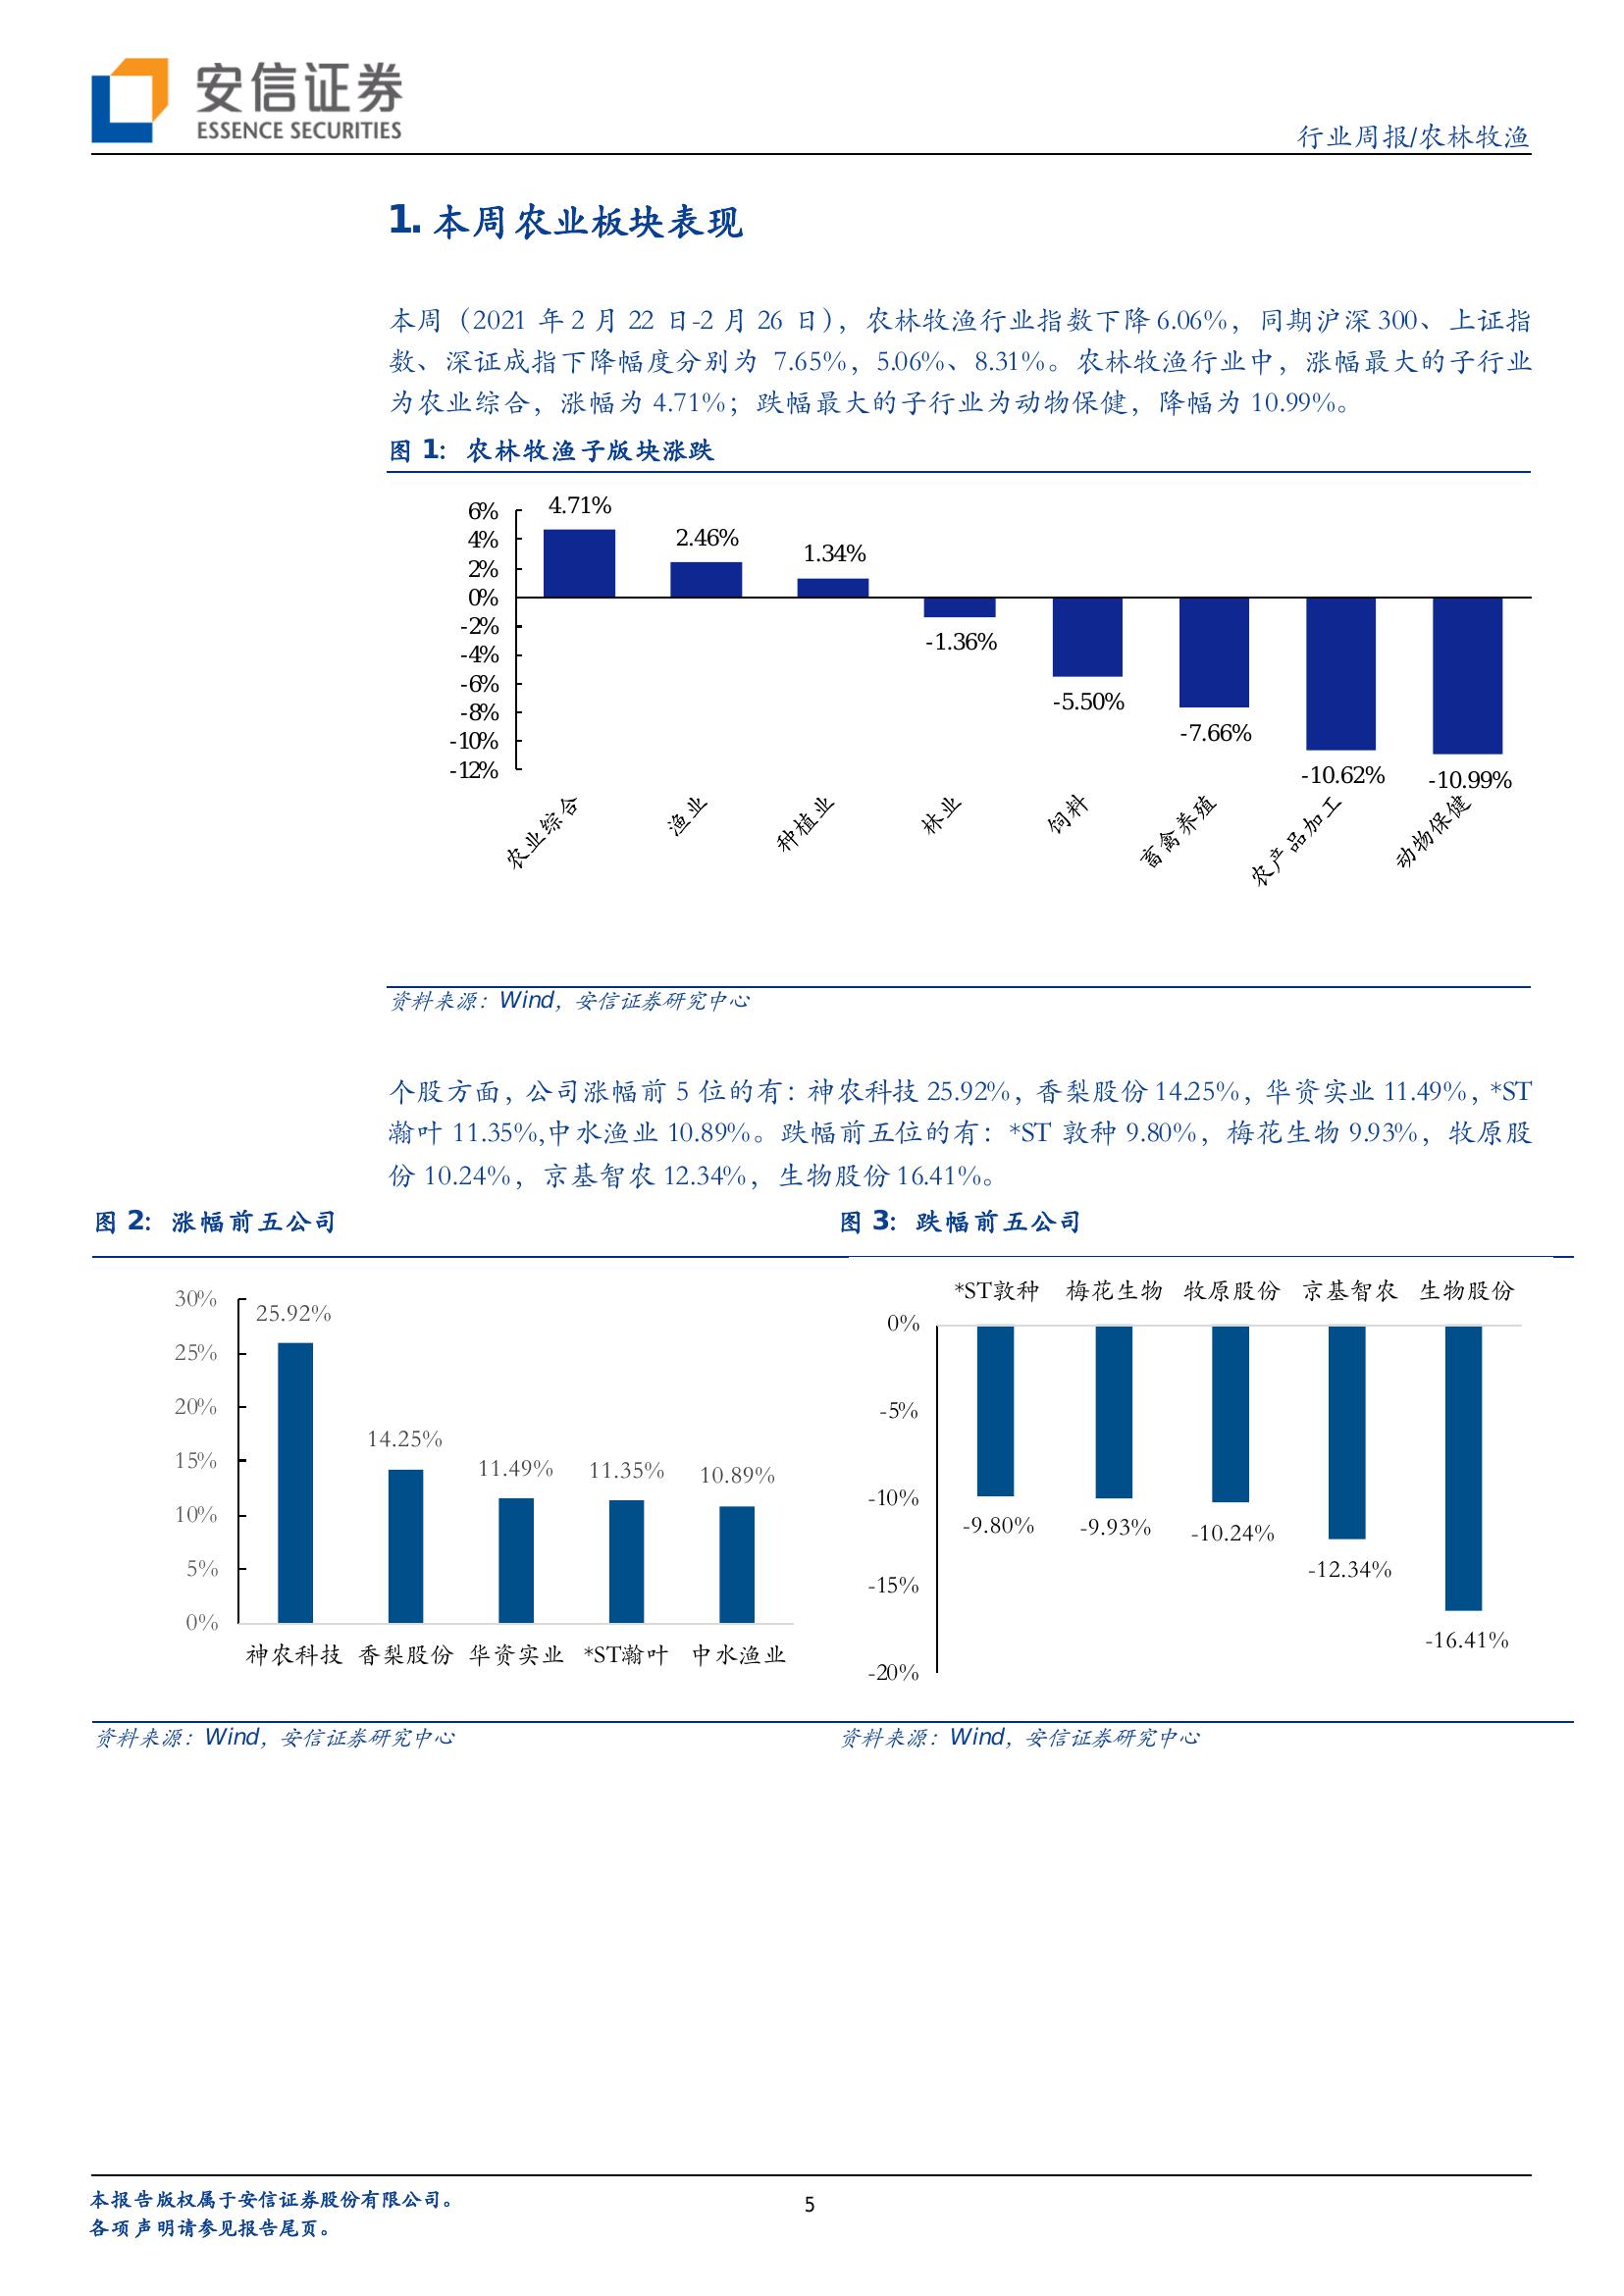 安信证券
ESSENCE SECURITIES
行业周报/农林牧渔
1. 本周农业板块表现
本周（2021 年 2 月 22 日-2 月 26 日），农林牧渔行业指数下降 6.06%，同期沪深 300、上证指
数、深证成指下降幅度分别为 7.65%，5.06%、8.31%。农林牧渔行业中，涨幅最大的子行业
为农业综合，涨幅为 4.71%；跌幅最大的子行业为动物保健，降幅为 10.99%。
图 1：农林牧渔子版块涨跌
6%
4%
2%
0%
-2%
-4%
-6%
-8%
-10%
-12%
4.71%
2.46%
1.34%
-1.36%
-5.50%
-7.66%
-10.62%
-10.99%
农业综合
渔业
种植业
林业
饲料
畜禽养殖
农产品加工
动物保健
资料来源：Wind，安信证券研究中心
个股方面，公司涨幅前 5 位的有：神农科技 25.92%，香梨股份 14.25%，华资实业 11.49%，*ST
瀚叶 11.35%,中水渔业 10.89%。跌幅前五位的有：*ST 敦种 9.80%，梅花生物 9.93%，牧原股
份 10.24%，京基智农 12.34%，生物股份 16.41%。
图 2：涨幅前五公司
30%
25%
20%
15%
10%
5%
0%
25.92%
14.25%
11.49%
11.35%
10.89%
神农科技 香梨股份 华资实业 *ST瀚叶 中水渔业
资料来源：Wind，安信证券研究中心
图 3：跌幅前五公司
*ST敦种 梅花生物 牧原股份 京基智农 生物股份
0%
-5%
-10%
-15%
-20%
-9.80%
-9.93%
-10.24%
-12.34%
-16.41%
资料来源：Wind，安信证券研究中心
本报告版权属于安信证券股份有限公司。
各项声明请参见报告尾页。
5